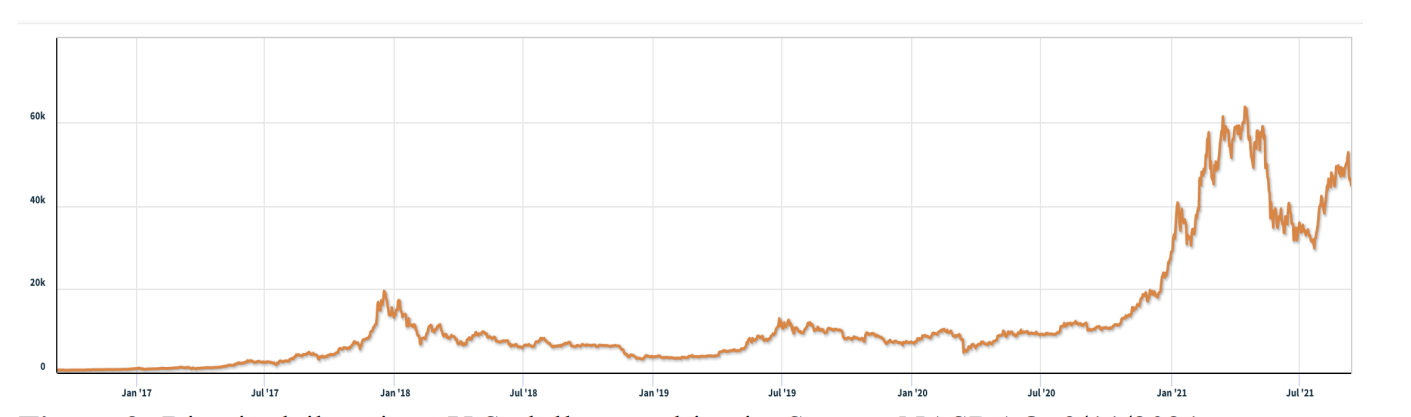 60k
40k
20k
0
Jan '17
Jul '17
Jan '18
Jul '18
Jan '19
Jul '19
Jan '20
Jul '20
Jan '21
Jul '21